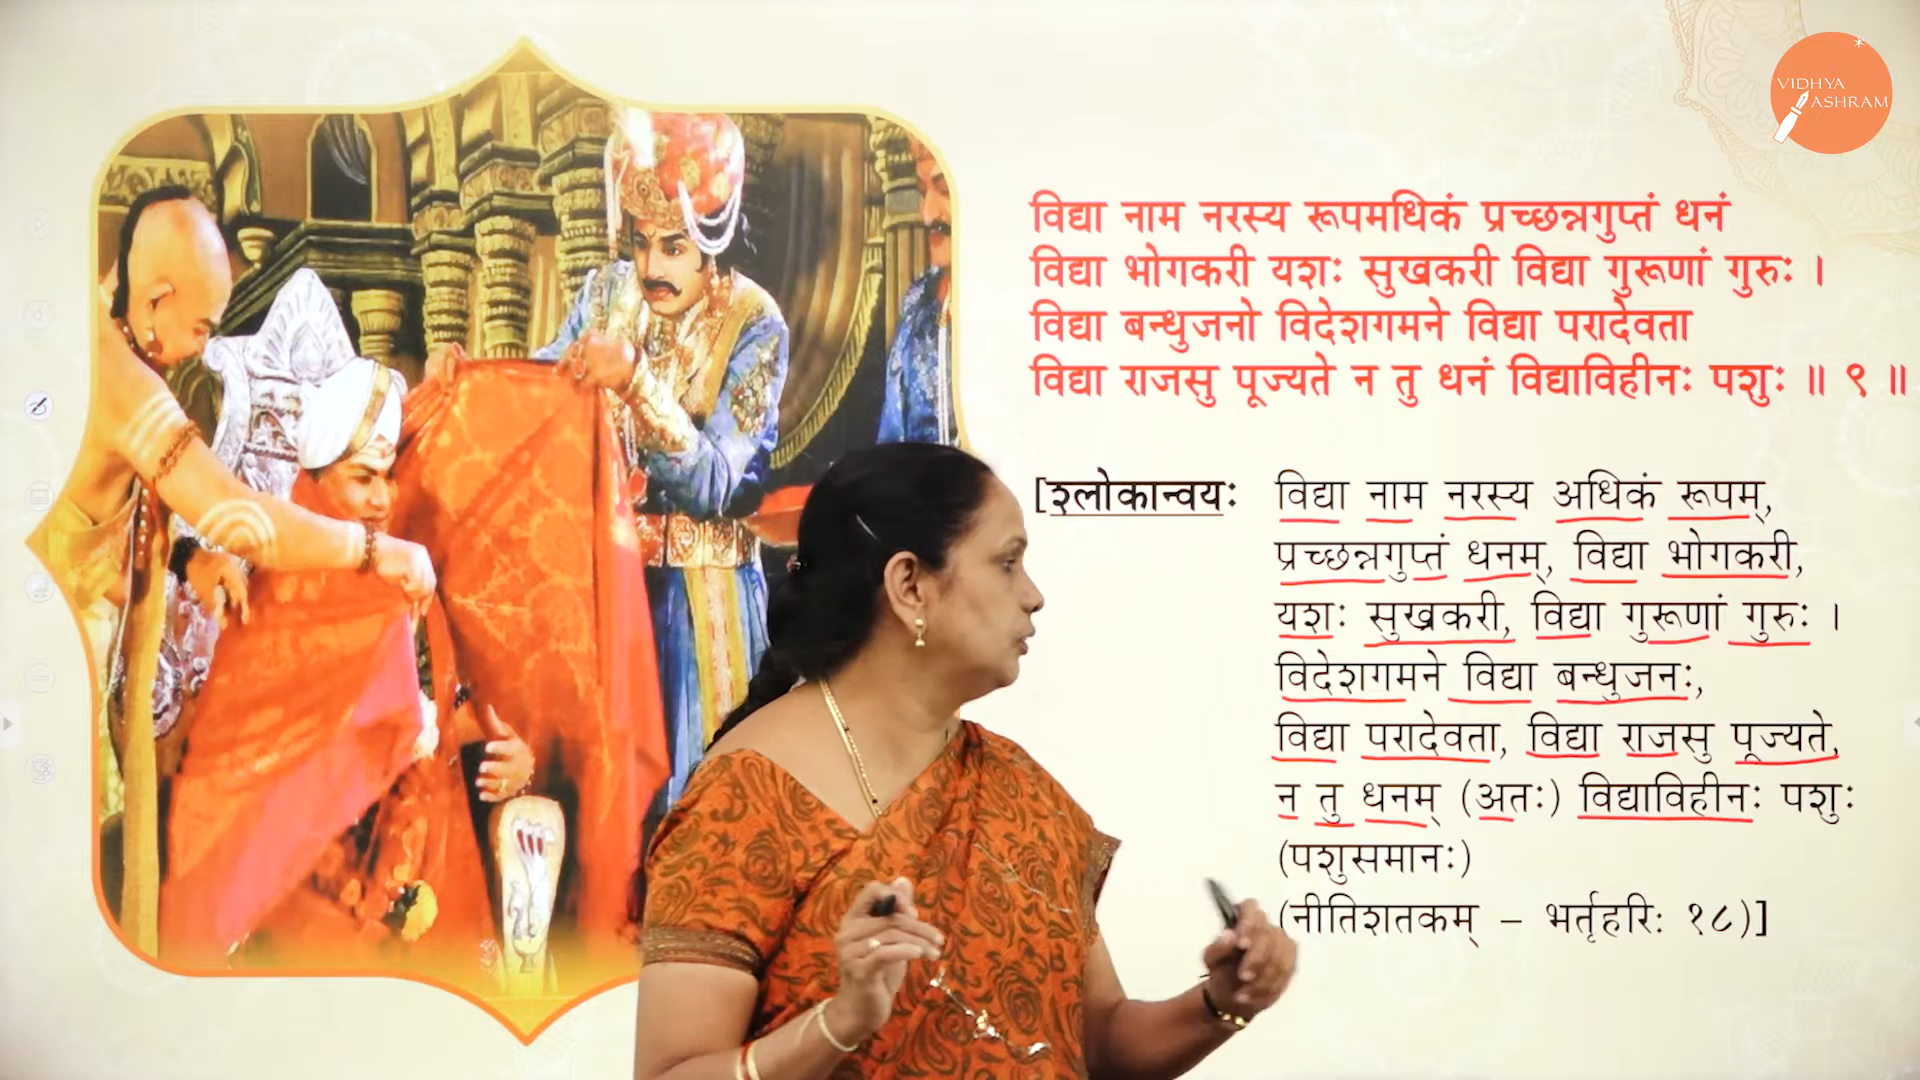 VIDHYA
ASHRAM
विद्या नाम नरस्य रूपमधिकं प्रच्छन्नगुप्तं धनं
विद्या भोगकरी यशः सुखकरी विद्या गुरूणां गुरुः ।
विद्या बन्धुजनो विदेशगमने विद्या परादेवता
विद्या राजसु पूज्यते न तु धनं विद्याविहीनः पशुः ॥ ९ ॥
[श्लोकान्वयः विद्या नाम नरस्य अधिकं रूपम्,
प्रच्छन्नगुप्तं धनम्, विद्या भोगकरी,
यशः सुखकरी, विद्या गुरूणां गुरुः ।
विदेशगमने विद्या बन्धुजनः,
विद्या परादेवता, विद्या राजसु पूज्यते,
न तु धनम् (अतः) विद्याविहीनः पशुः
(पशुसमानः)
(नीतिशतकम् – भर्तृहरिः १८)]